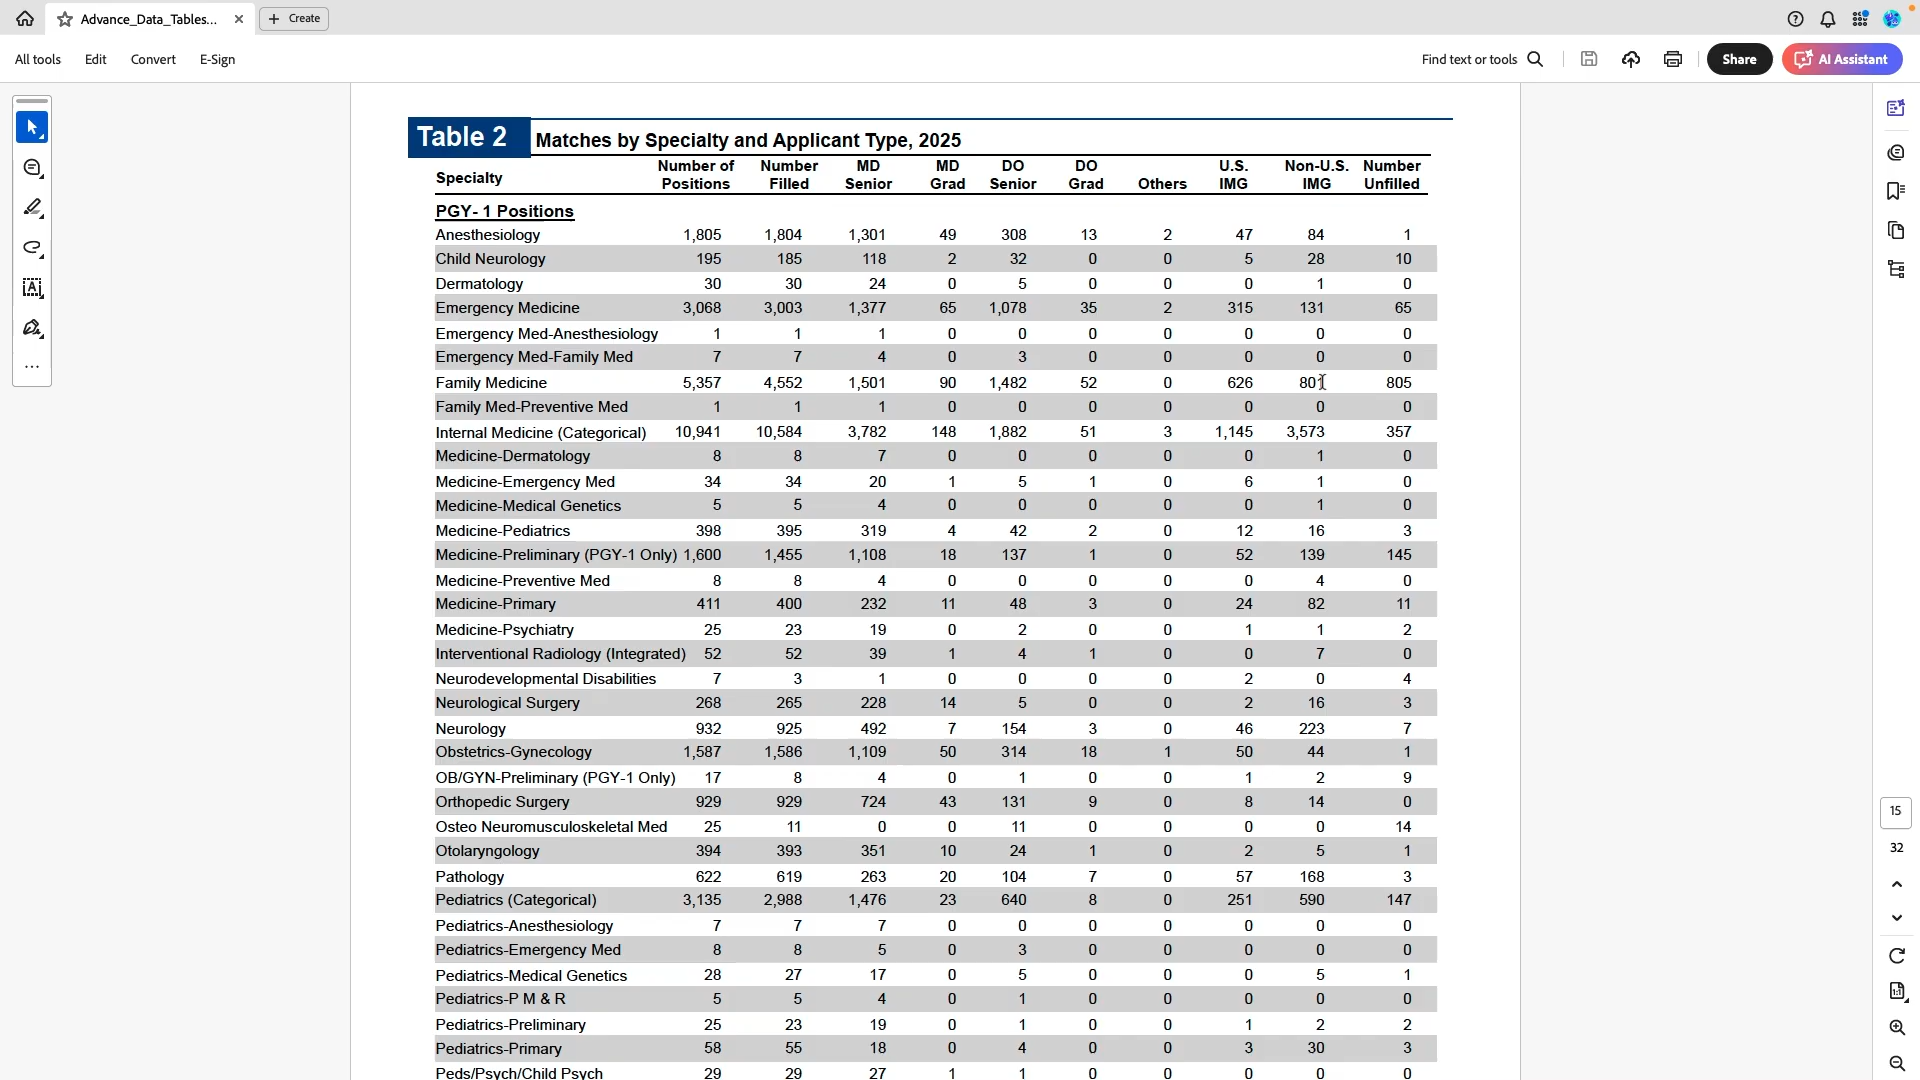 Advance_Data_Tables...
Create
All tools Edit Convert E-Sign
Find text or tools
Share
AI Assistant
Table 2 Matches by Specialty and Applicant Type, 2025
Specialty Number of Positions Number Filled MD Senior MD Grad DO Senior DO Grad Others U.S. IMG Non-U.S. IMG Number Unfilled
PGY- 1 Positions
Anesthesiology 1,805 1,804 1,301 49 308 13 2 47 84 1
Child Neurology 195 185 118 2 32 0 0 5 28 10
Dermatology 30 30 24 0 5 0 0 0 1 0
Emergency Medicine 3,068 3,003 1,377 65 1,078 35 2 315 131 65
Emergency Med-Anesthesiology 1 1 1 0 0 0 0 0 0 0
Emergency Med-Family Med 7 7 4 0 3 0 0 0 0 0
Family Medicine 5,357 4,552 1,501 90 1,482 52 0 626 801 805
Family Med-Preventive Med 1 1 1 0 0 0 0 0 0 0
Internal Medicine (Categorical) 10,941 10,584 3,782 148 1,882 51 3 1,145 3,573 357
Medicine-Dermatology 8 8 7 0 0 0 0 0 1 0
Medicine-Emergency Med 34 34 20 1 5 1 0 6 1 0
Medicine-Medical Genetics 5 5 4 0 0 0 0 0 1 0
Medicine-Pediatrics 398 395 319 4 42 2 0 12 16 3
Medicine-Preliminary (PGY-1 Only) 1,600 1,455 1,108 18 137 1 0 52 139 145
Medicine-Preventive Med 8 8 4 0 0 0 0 0 4 0
Medicine-Primary 411 400 232 11 48 3 0 24 82 11
Medicine-Psychiatry 25 23 19 0 2 0 0 1 1 2
Interventional Radiology (Integrated) 52 52 39 1 4 1 0 0 7 0
Neurodevelopmental Disabilities 7 3 1 0 0 0 0 2 0 4
Neurological Surgery 268 265 228 14 5 0 0 2 16 3
Neurology 932 925 492 7 154 3 0 46 223 7
Obstetrics-Gynecology 1,587 1,586 1,109 50 314 18 1 50 44 1
OB/GYN-Preliminary (PGY-1 Only) 17 8 4 0 1 0 0 1 2 9
Orthopedic Surgery 929 929 724 43 131 9 0 8 14 0
Osteo Neuromusculoskeletal Med 25 11 0 0 11 0 0 0 0 14
Otolaryngology 394 393 351 10 24 1 0 2 5 1
Pathology 622 619 263 20 104 7 0 57 168 3
Pediatrics (Categorical) 3,135 2,988 1,476 23 640 8 0 251 590 147
Pediatrics-Anesthesiology 7 7 7 0 0 0 0 0 0 0
Pediatrics-Emergency Med 8 8 5 0 3 0 0 0 0 0
Pediatrics-Medical Genetics 28 27 17 0 5 0 0 0 5 1
Pediatrics-P M & R 5 5 4 0 1 0 0 0 0 0
Pediatrics-Preliminary 25 23 19 0 1 0 0 1 2 2
Pediatrics-Primary 58 55 18 0 4 0 0 3 30 3
Peds/Psych/Child Psych 29 29 27 1 1 0 0 0 0 0
15
32